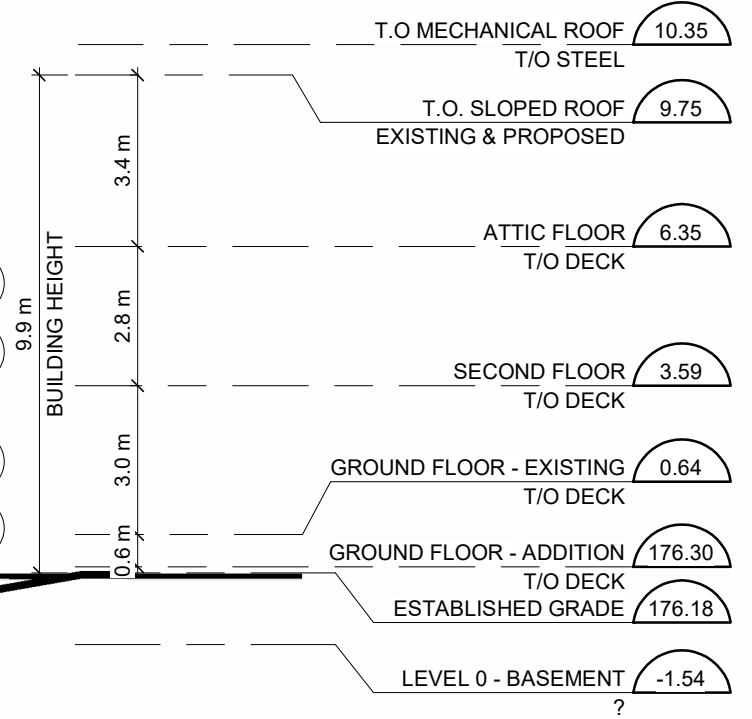 T.O MECHANICAL ROOF 10.35
T/O STEEL
T.O. SLOPED ROOF 9.75
EXISTING & PROPOSED
3.4 m
ATTIC FLOOR 6.35
T/O DECK
9.9 m
BUILDING HEIGHT
2.8 m
SECOND FLOOR 3.59
T/O DECK
3.0 m
GROUND FLOOR - EXISTING 0.64
T/O DECK
0.6 m
GROUND FLOOR - ADDITION 176.30
T/O DECK
ESTABLISHED GRADE 176.18
LEVEL 0 - BASEMENT -1.54
?